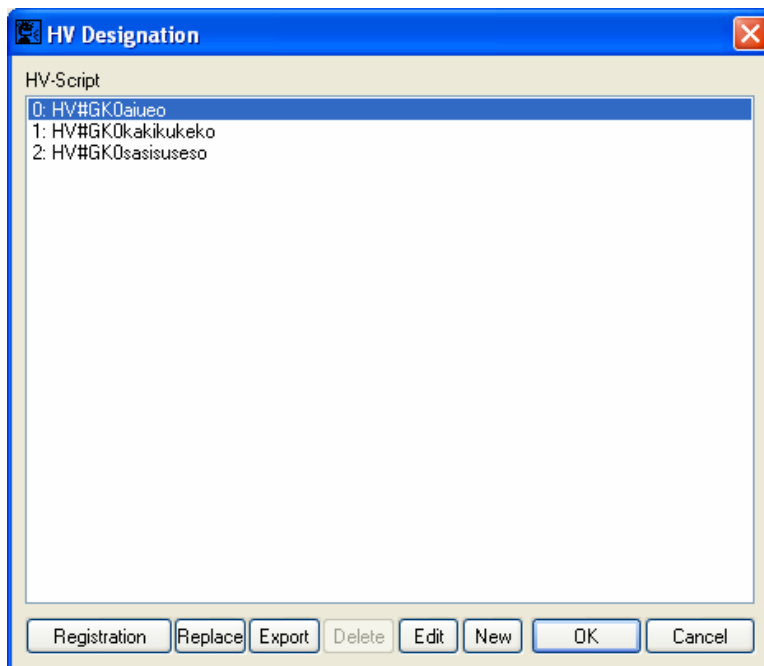 HV Designation
HV-Script
0: HV#GK0aiueo
1: HV#GK0kakikukeko
2: HV#GK0sasisuseso
Registration Replace Export Delete Edit New OK Cancel